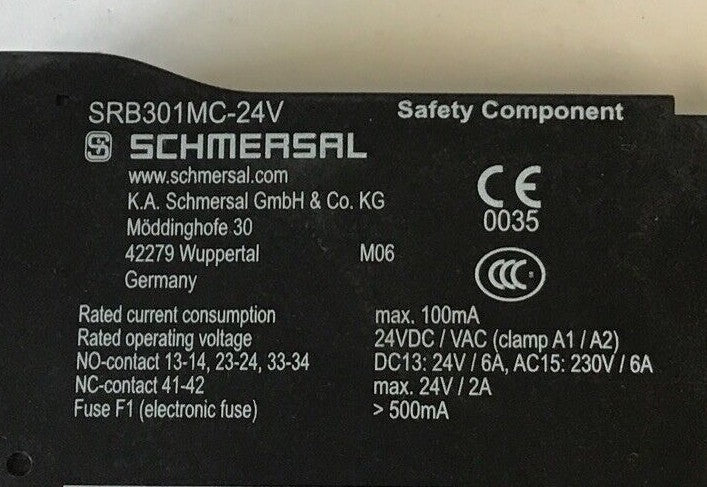 SRB301MC-24V Safety Component
SCHMERSAL
www.schmersal.com
K.A. Schmersal GmbH & Co. KG
CE
0035
Möddinghofe 30
42279 Wuppertal M06
Germany
CCC
Rated current consumption max. 100mA
Rated operating voltage 24VDC / VAC (clamp A1 / A2)
NO-contact 13-14, 23-24, 33-34 DC13: 24V / 6A, AC15: 230V / 6A
NC-contact 41-42 max. 24V / 2A
Fuse F1 (electronic fuse) > 500mA